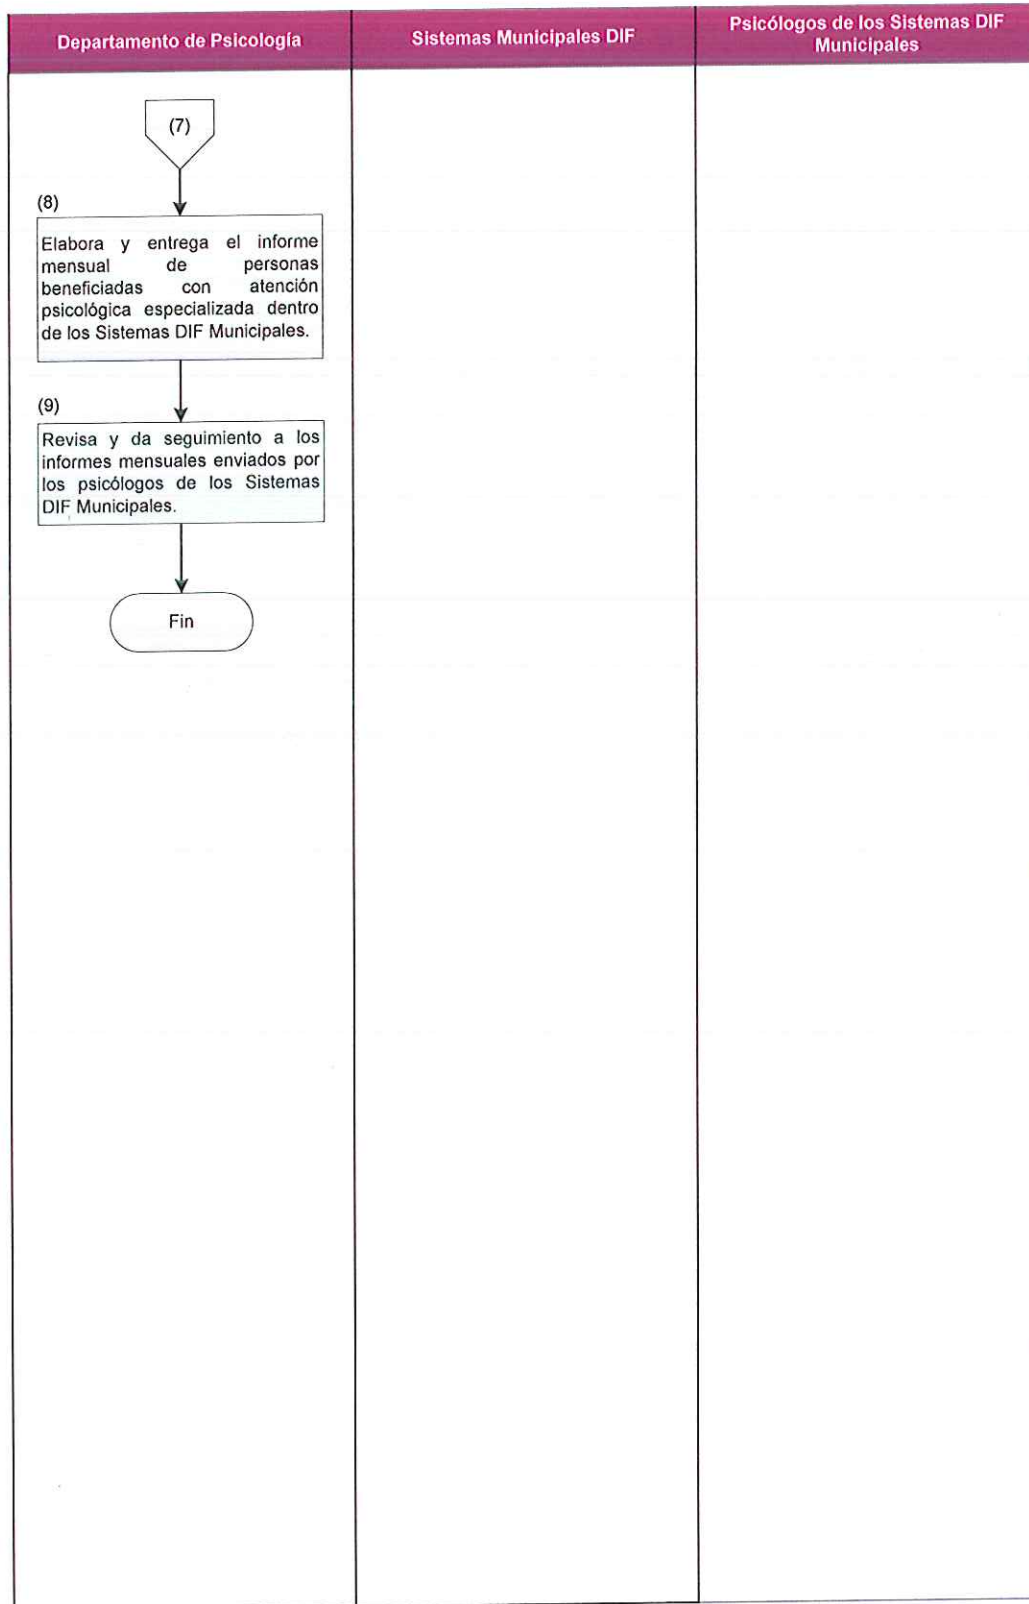 Departamento de Psicología
Sistemas Municipales DIF
Psicólogos de los Sistemas DIF
Municipales
(7)
(8)
Elabora y entrega el informe
mensual de personas
beneficiadas con atención
psicológica especializada dentro
de los Sistemas DIF Municipales.
(9)
Revisa y da seguimiento a los
informes mensuales enviados por
los psicólogos de los Sistemas
DIF Municipales.
Fin